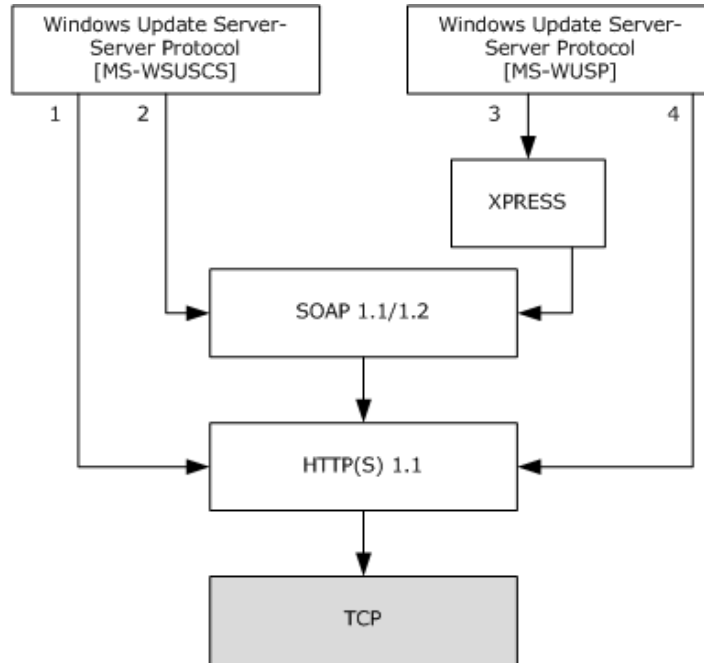 Windows Update Server-
Server Protocol
[MS-WSUSCS]
Windows Update Server-
Server Protocol
[MS-WUSP]
1
2
3
4
XPRESS
SOAP 1.1/1.2
HTTP(S) 1.1
TCP